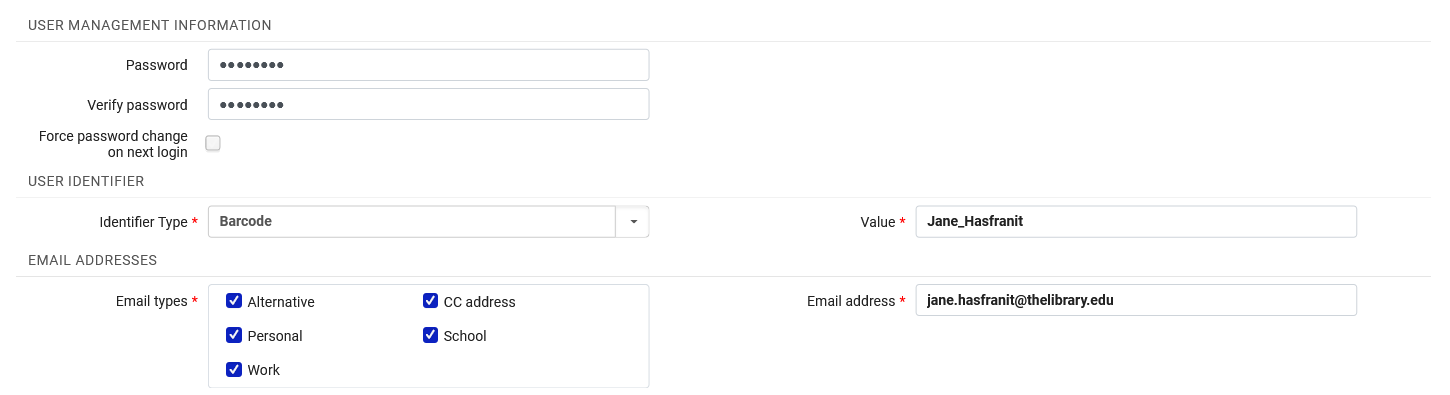 USER MANAGEMENT INFORMATION
Password ••••••••
Verify password ••••••••
Force password change
on next login
USER IDENTIFIER
Identifier Type * Barcode Value * Jane_Hasfranit
EMAIL ADDRESSES
Email types * Alternative CC address Email address * jane.hasfranit@thelibrary.edu
Personal School
Work